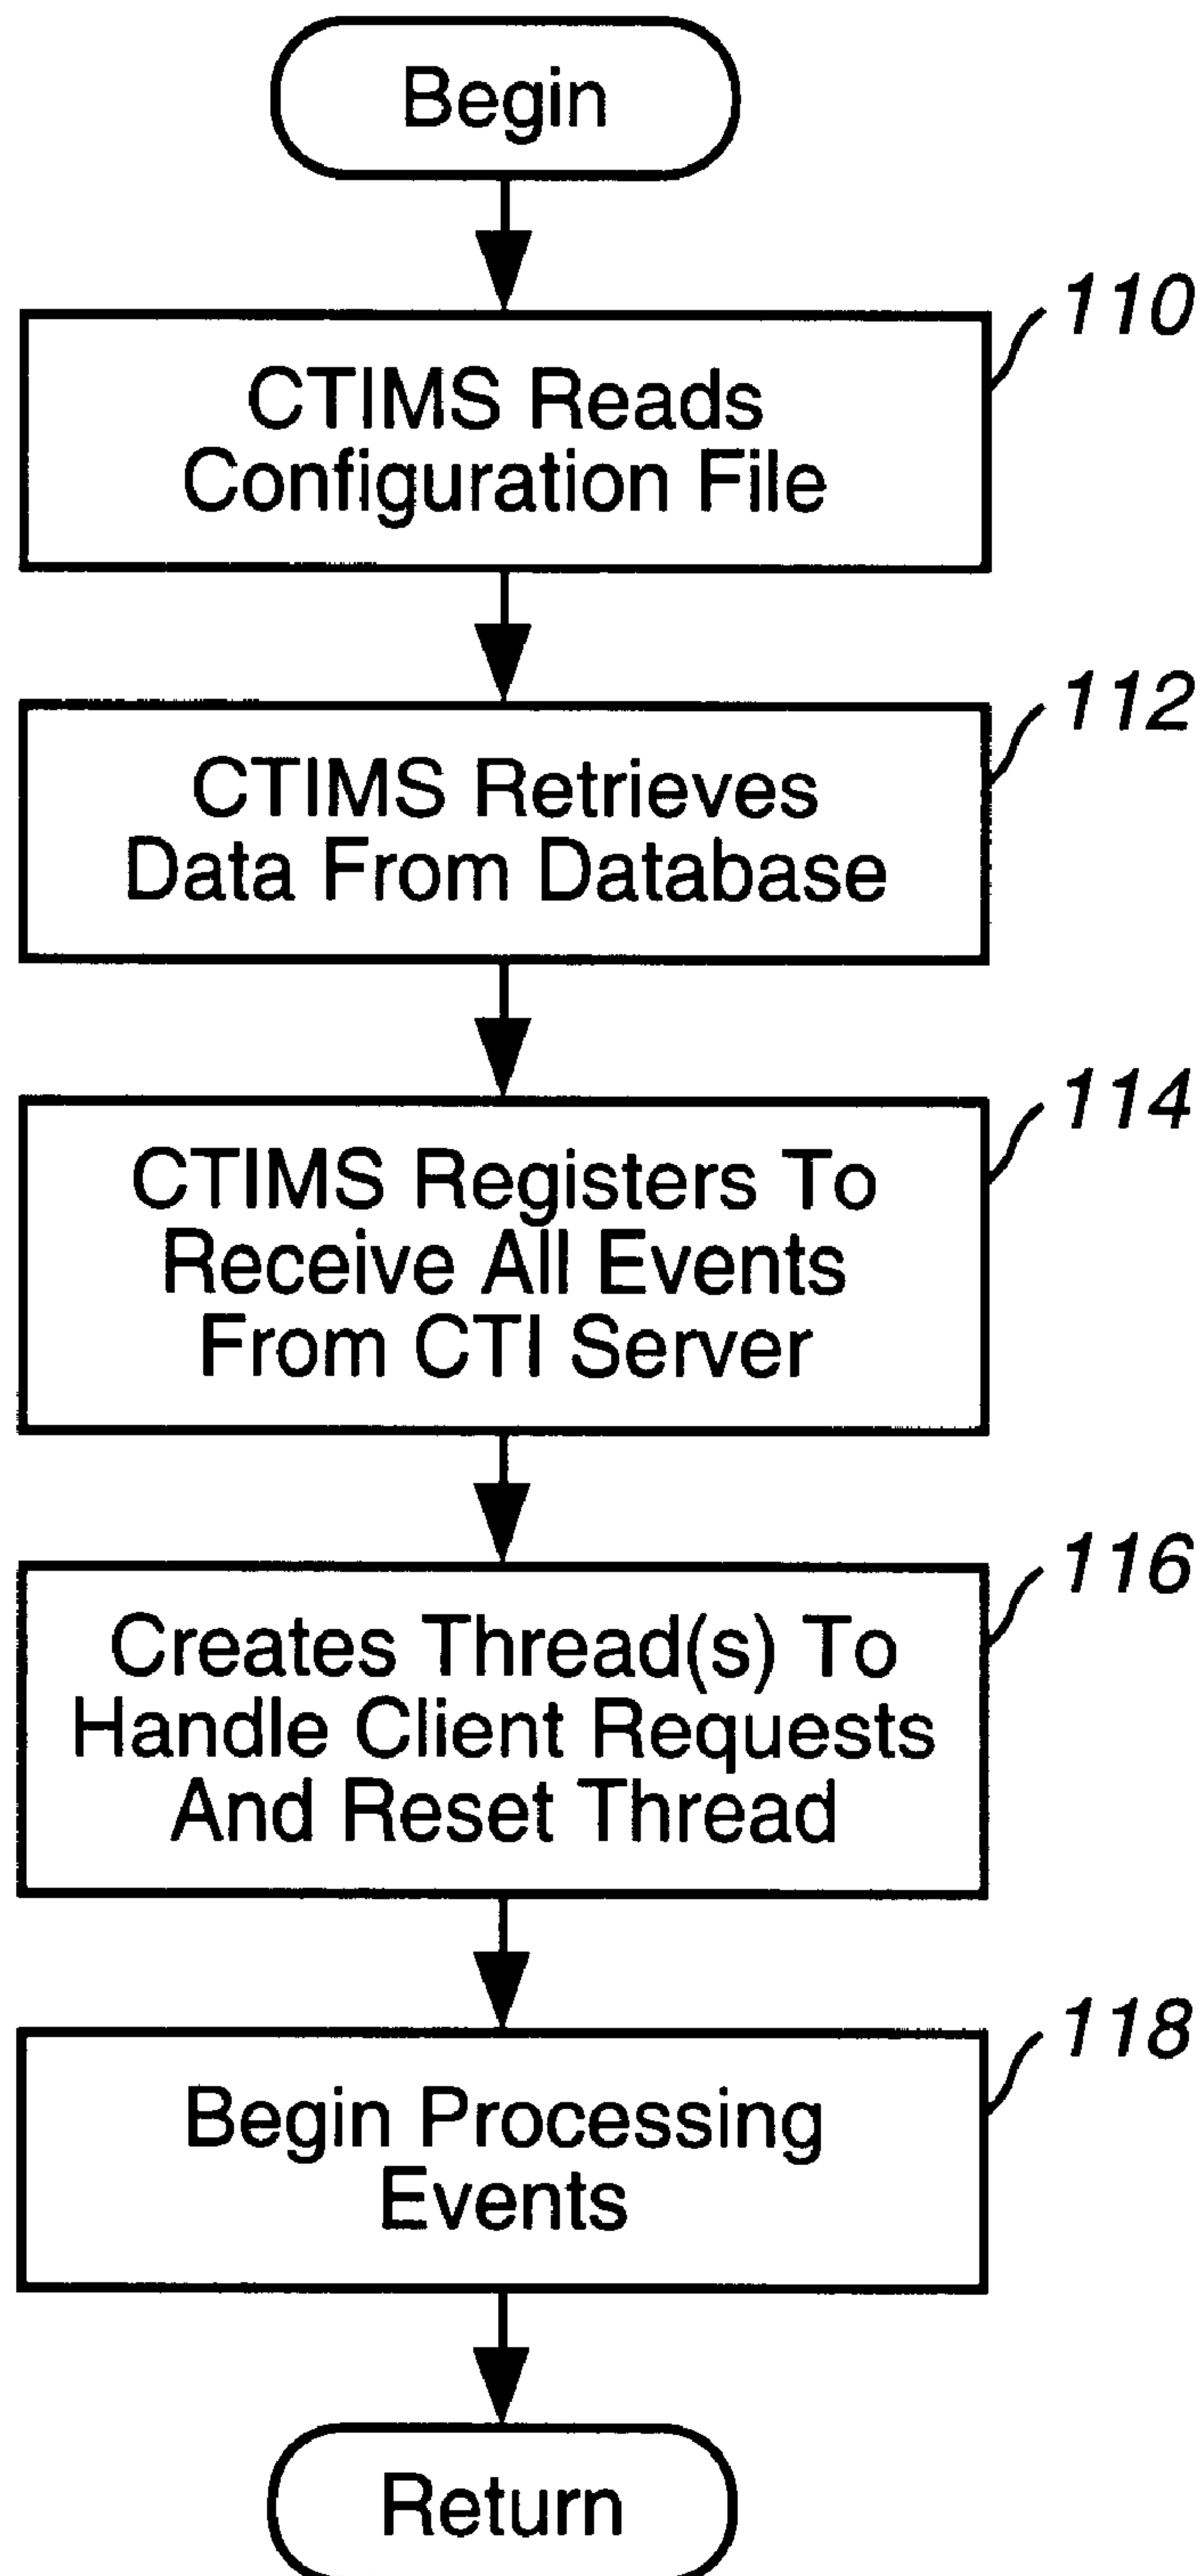 Begin
110
CTIMS Reads
Configuration File
112
CTIMS Retrieves
Data From Database
114
CTIMS Registers To
Receive All Events
From CTI Server
116
Creates Thread(s) To
Handle Client Requests
And Reset Thread
118
Begin Processing
Events
Return